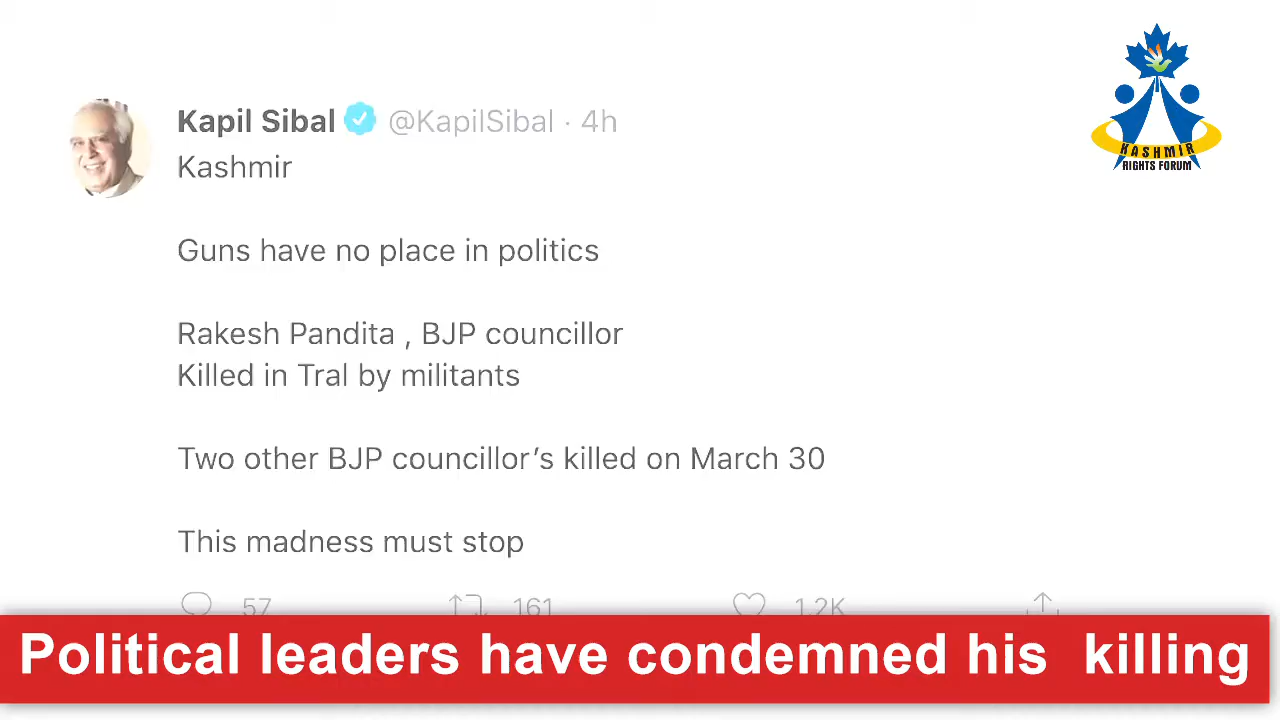 Kapil Sibal @KapilSibal · 4h
Kashmir
Guns have no place in politics
Rakesh Pandita , BJP councillor
Killed in Tral by militants
Two other BJP councillor’s killed on March 30
This madness must stop
57 161 1.2K
KASHMIR
RIGHTS FORUM
Political leaders have condemned his killing